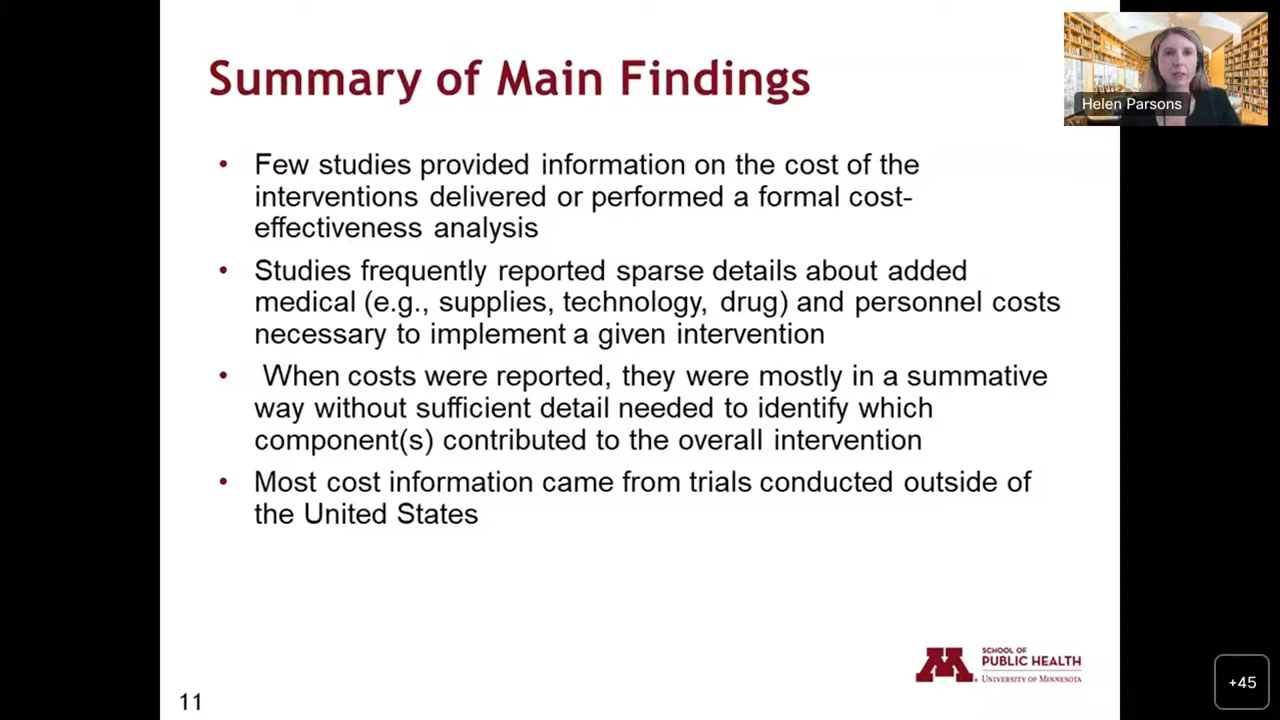 Summary of Main Findings
Helen Parsons
• Few studies provided information on the cost of the
interventions delivered or performed a formal cost-
effectiveness analysis
• Studies frequently reported sparse details about added
medical (e.g., supplies, technology, drug) and personnel costs
necessary to implement a given intervention
• When costs were reported, they were mostly in a summative
way without sufficient detail needed to identify which
component(s) contributed to the overall intervention
• Most cost information came from trials conducted outside of
the United States
M
SCHOOL OF
PUBLIC HEALTH
UNIVERSITY OF MINNESOTA
11
+45